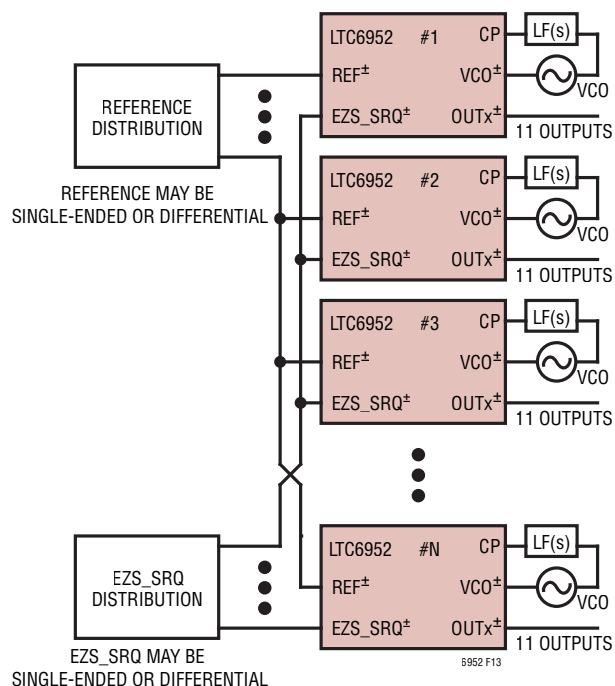 REFERENCE
DISTRIBUTION
REFERENCE MAY BE
SINGLE-ENDED OR DIFFERENTIAL
LTC6952 #1 CP
LF(s)
REF±
VCO±
VCO
EZS_SRQ±
OUTx±
11 OUTPUTS
LTC6952 #2 CP
LF(s)
REF±
VCO±
VCO
EZS_SRQ±
OUTx±
11 OUTPUTS
LTC6952 #3 CP
LF(s)
REF±
VCO±
VCO
EZS_SRQ±
OUTx±
11 OUTPUTS
EZS_SRQ
DISTRIBUTION
EZS_SRQ MAY BE
SINGLE-ENDED OR DIFFERENTIAL
LTC6952 #N CP
LF(s)
REF±
VCO±
VCO
EZS_SRQ±
OUTx±
11 OUTPUTS
6952 F13